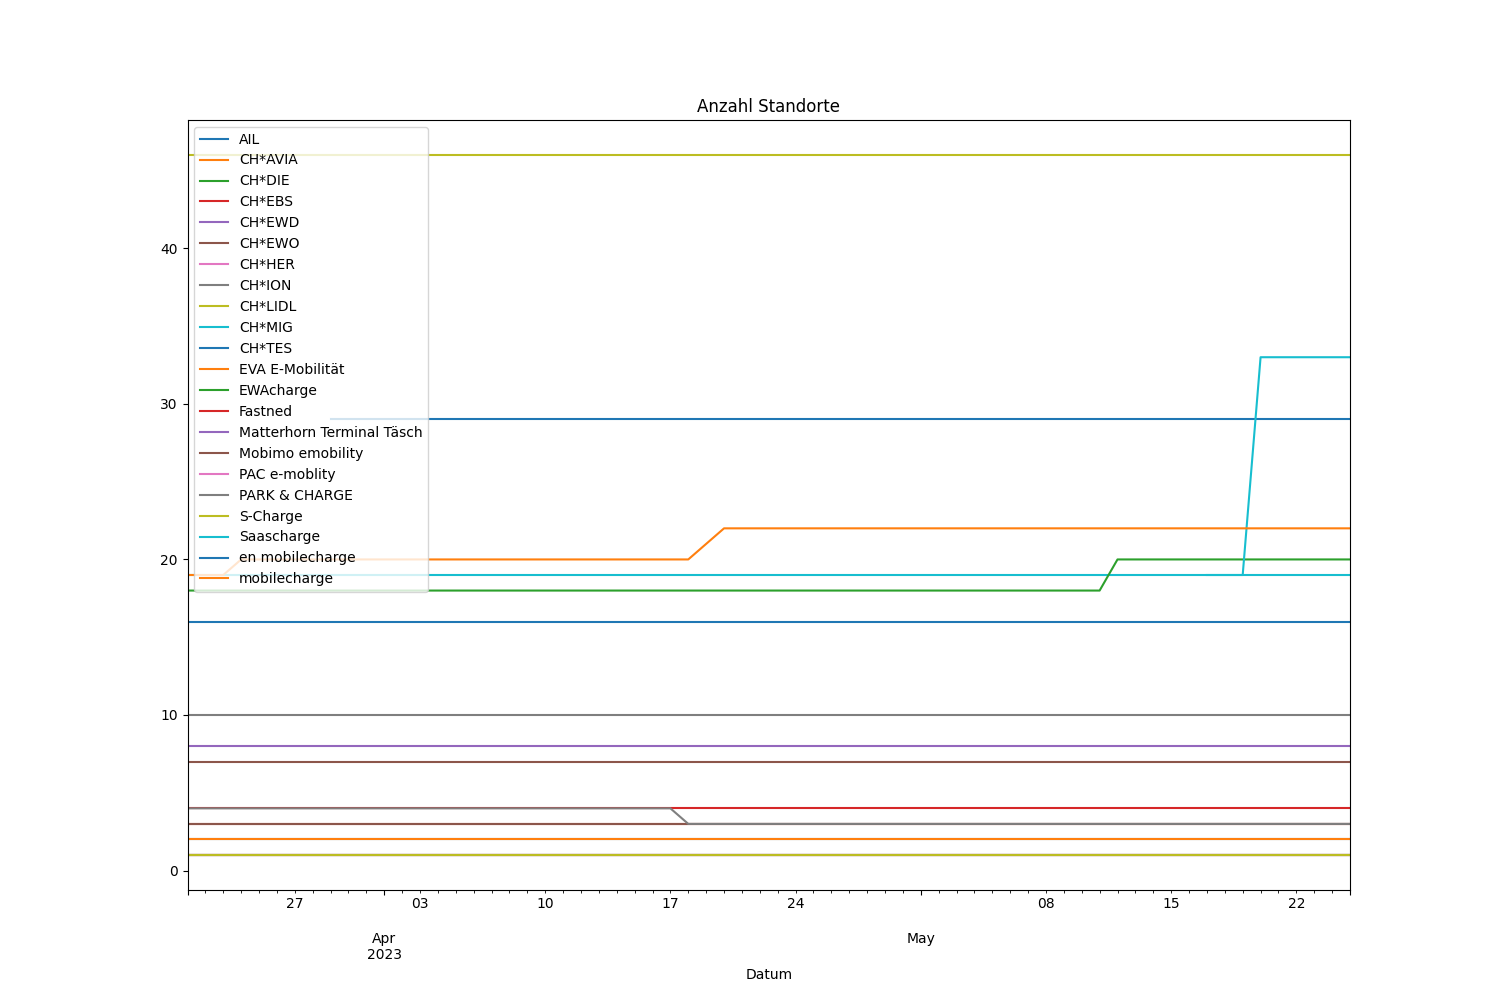 Anzahl Standorte
AIL
CH*AVIA
CH*DIE
CH*EBS
CH*EWD
CH*EWO
CH*HER
CH*ION
CH*LIDL
CH*MIG
CH*TES
EVA E-Mobilität
EWAcharge
Fastned
Matterhorn Terminal Täsch
Mobimo emobility
PAC e-moblity
PARK & CHARGE
S-Charge
Saascharge
en mobilecharge
mobilecharge
40
30
20
10
0
27 03 10 17 24 08 15 22
Apr May
2023
Datum